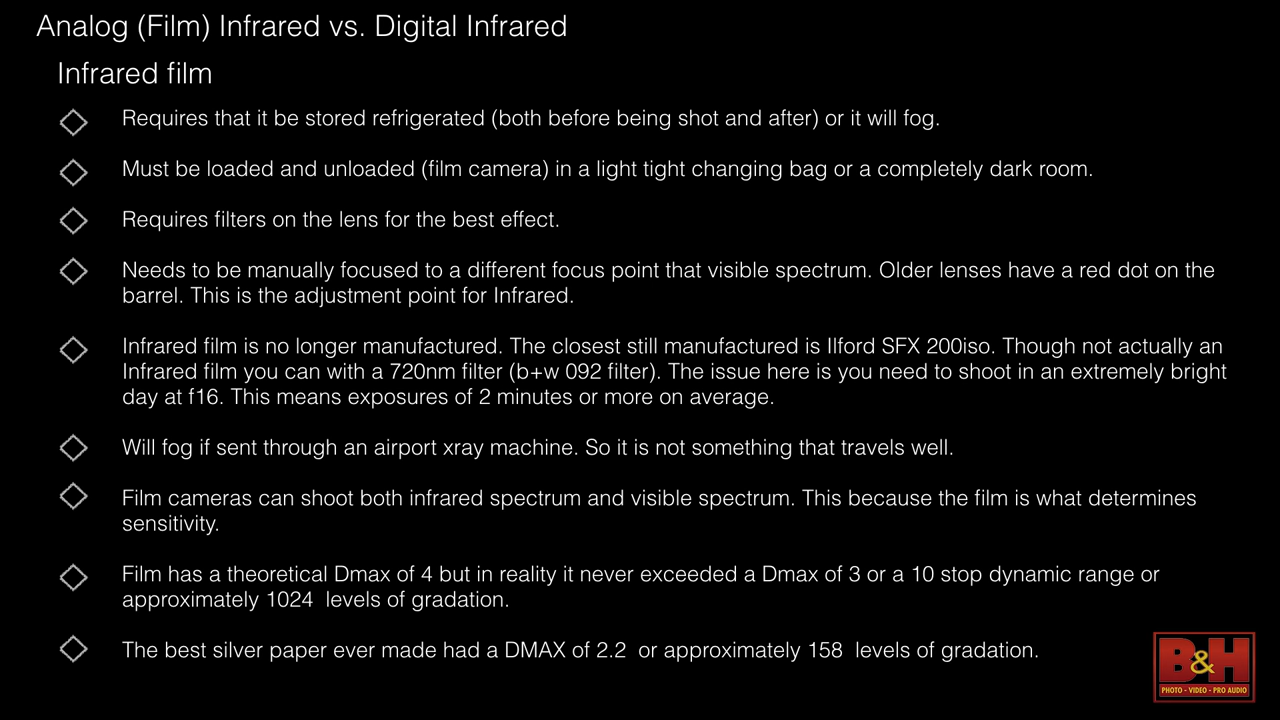 Analog (Film) Infrared vs. Digital Infrared
Infrared film
Requires that it be stored refrigerated (both before being shot and after) or it will fog.
Must be loaded and unloaded (film camera) in a light tight changing bag or a completely dark room.
Requires filters on the lens for the best effect.
Needs to be manually focused to a different focus point that visible spectrum. Older lenses have a red dot on the
barrel. This is the adjustment point for Infrared.
Infrared film is no longer manufactured. The closest still manufactured is Ilford SFX 200iso. Though not actually an
Infrared film you can with a 720nm filter (b+w 092 filter). The issue here is you need to shoot in an extremely bright
day at f16. This means exposures of 2 minutes or more on average.
Will fog if sent through an airport xray machine. So it is not something that travels well.
Film cameras can shoot both infrared spectrum and visible spectrum. This because the film is what determines
sensitivity.
Film has a theoretical Dmax of 4 but in reality it never exceeded a Dmax of 3 or a 10 stop dynamic range or
approximately 1024 levels of gradation.
The best silver paper ever made had a DMAX of 2.2 or approximately 158 levels of gradation.
B&H
PHOTO - VIDEO - PRO AUDIO